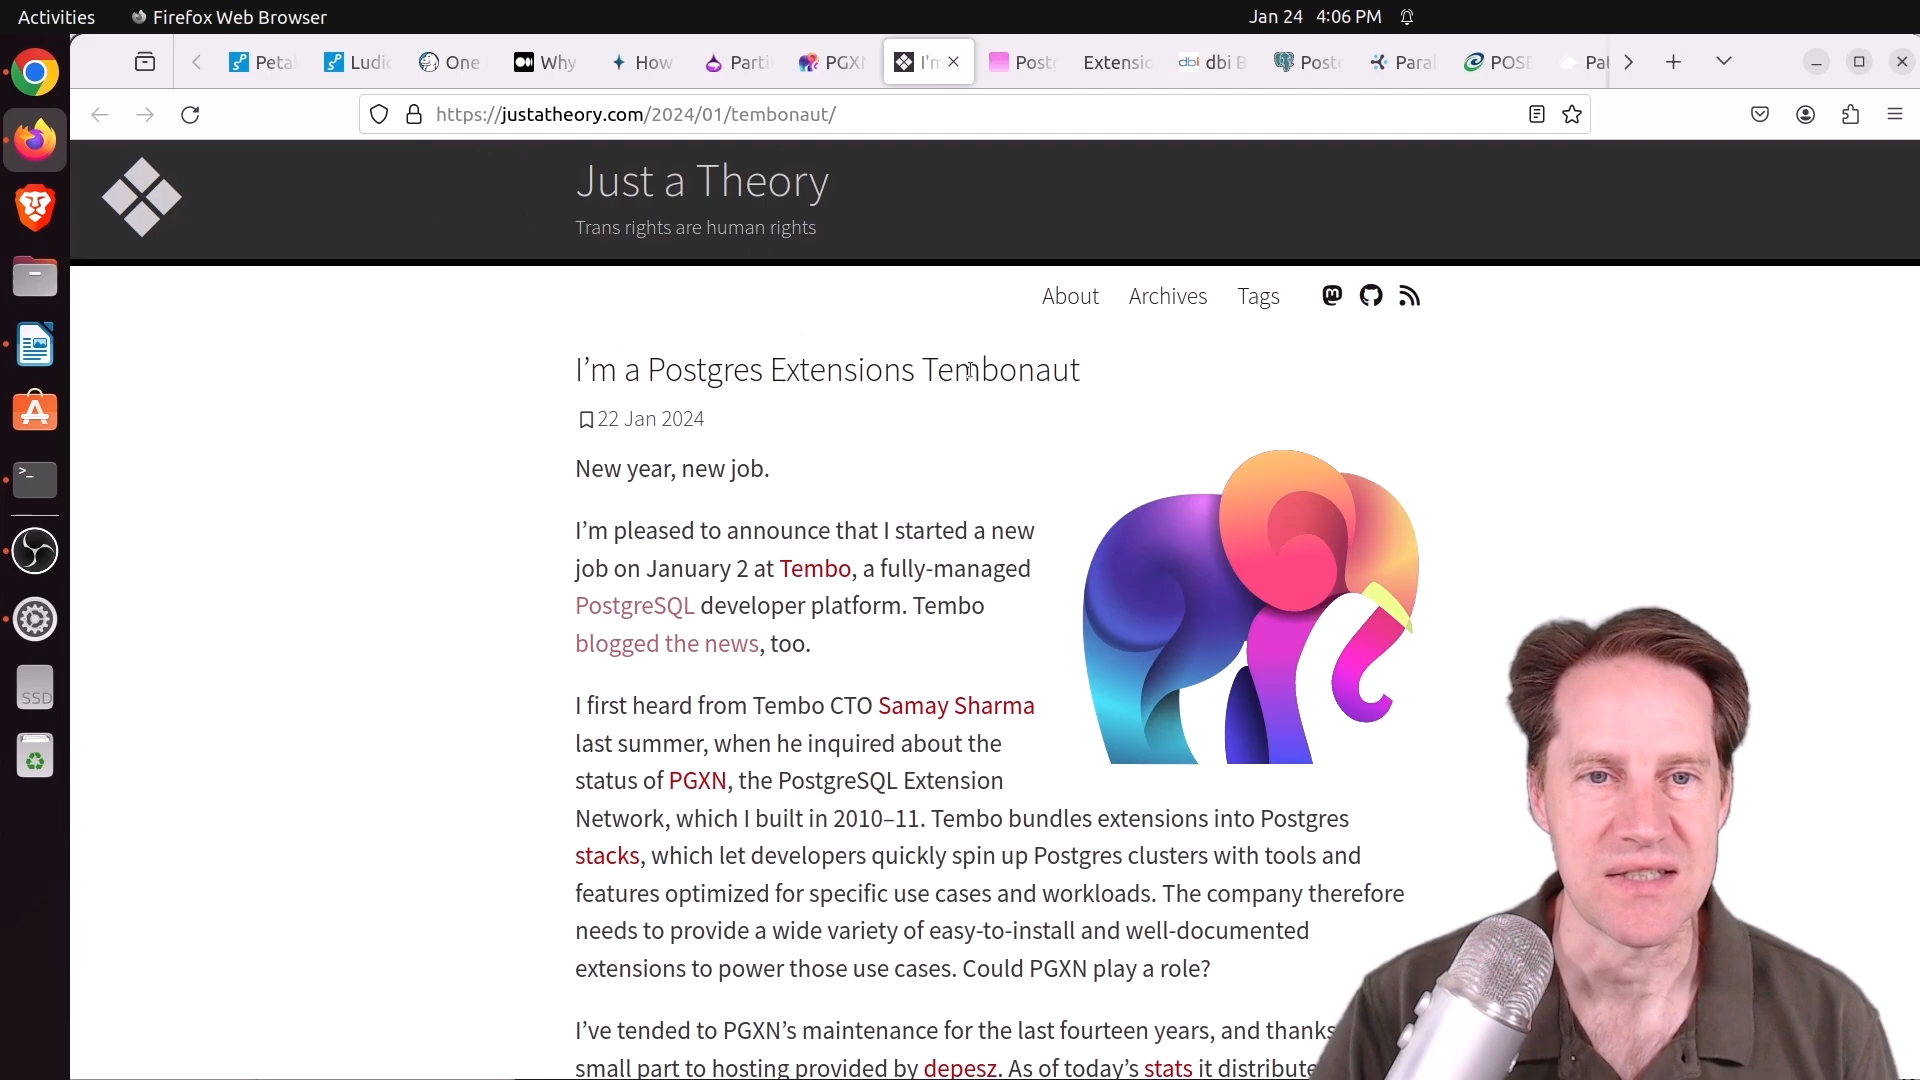 Activities Firefox Web Browser Jan 24 4:06 PM
Peta Ludi One Why How Parti PGXN I'm Postg Extensio dbi B Postg Para POSE Pat
https://justatheory.com/2024/01/tembonaut/
Just a Theory
Trans rights are human rights
About Archives Tags
I’m a Postgres Extensions Tembonaut
22 Jan 2024
New year, new job.
I’m pleased to announce that I started a new
job on January 2 at Tembo, a fully-managed
PostgreSQL developer platform. Tembo
blogged the news, too.
I first heard from Tembo CTO Samay Sharma
last summer, when he inquired about the
status of PGXN, the PostgreSQL Extension
Network, which I built in 2010–11. Tembo bundles extensions into Postgres
stacks, which let developers quickly spin up Postgres clusters with tools and
features optimized for specific use cases and workloads. The company therefore
needs to provide a wide variety of easy-to-install and well-documented
extensions to power those use cases. Could PGXN play a role?
I’ve tended to PGXN’s maintenance for the last fourteen years, and thanks
small part to hosting provided by depesz. As of today’s stats it distribute
SSD